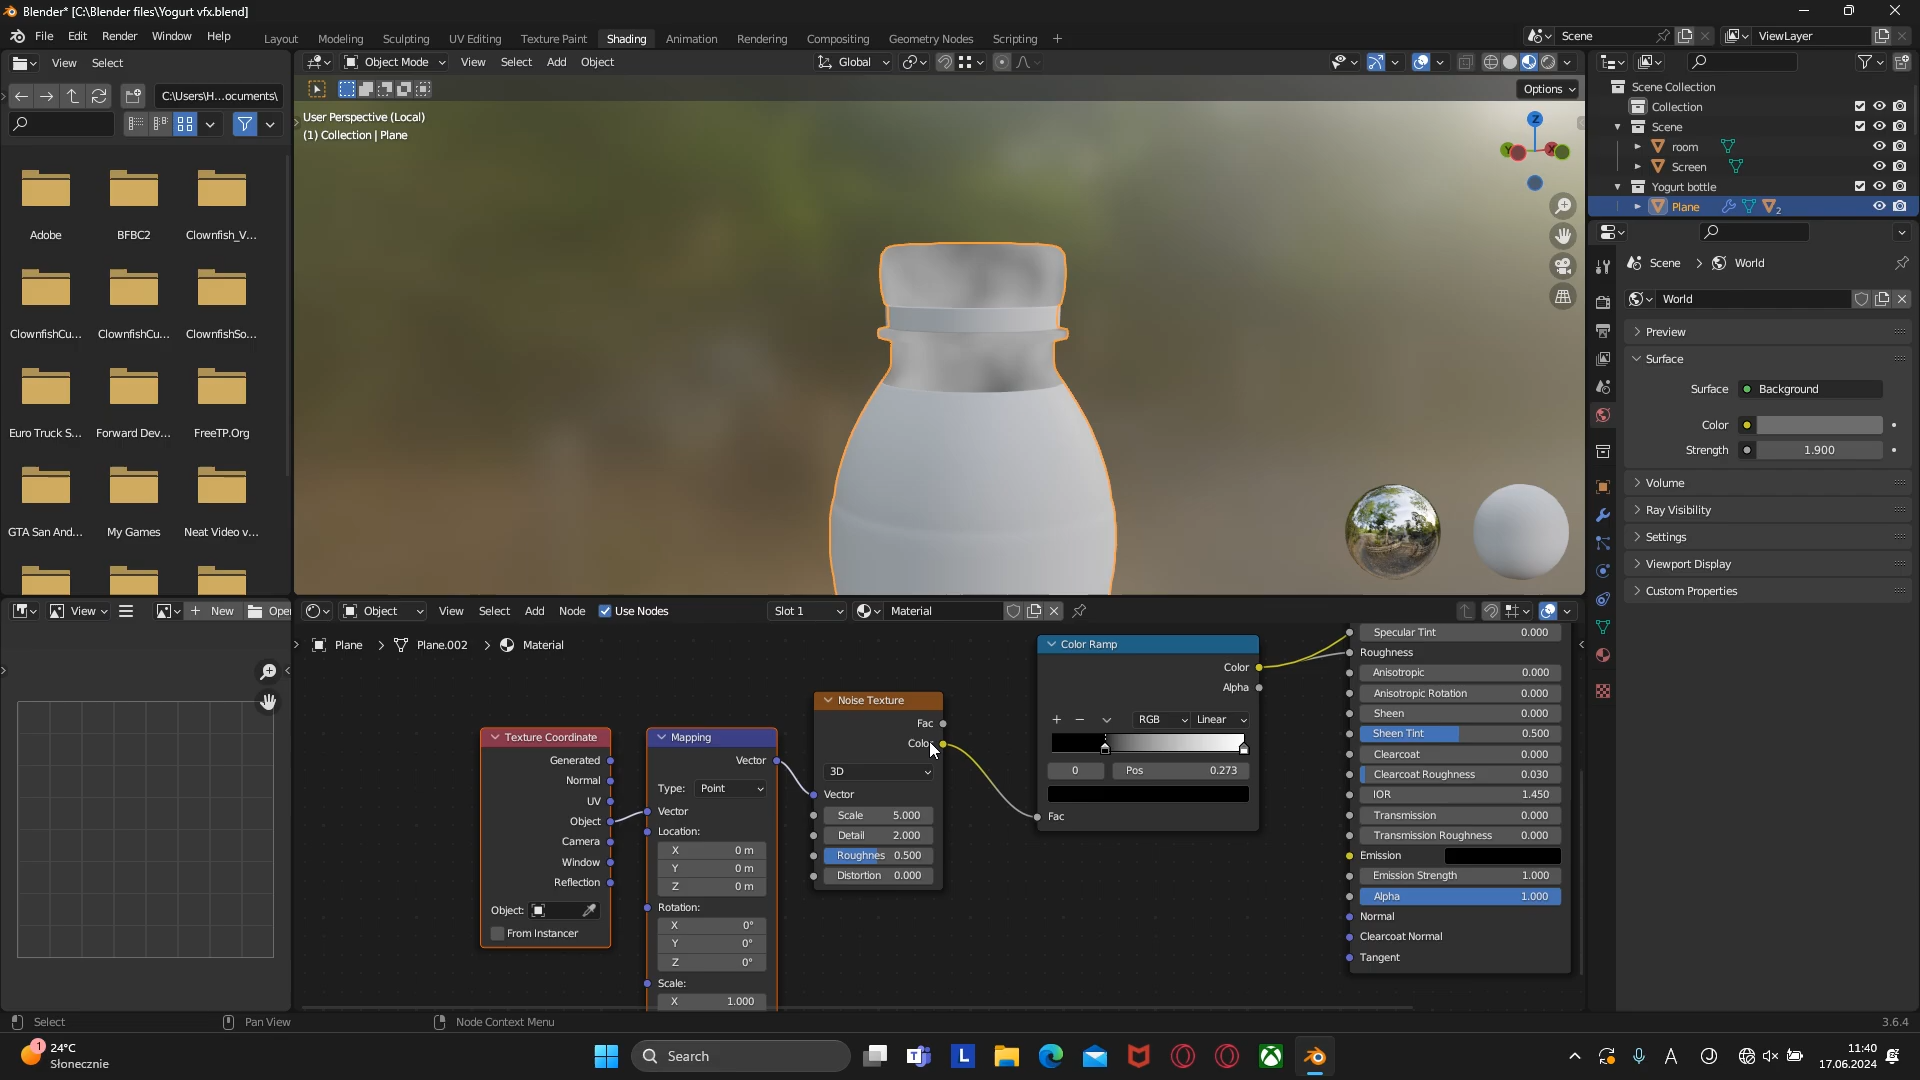 Blender* [C:\Blender files\Yogurt vfx.blend]
File Edit Render Window Help
Layout Modeling Sculpting UV Editing Texture Paint Shading Animation Rendering Compositing Geometry Nodes Scripting +
Scene
ViewLayer
View Select
Object Mode View Select Add Object
Global
C:\Users\H...ocuments\
Options
User Perspective (Local)
(1) Collection | Plane
Z
Y
X
Adobe BFBC2 Clownfish_V...
ClownfishCu... ClownfishCu... ClownfishSo...
Euro Truck S... Forward Dev... FreeTP.Org
GTA San And... My Games Neat Video v...
Scene Collection
Collection
Scene
room
Screen
Yogurt bottle
Plane 2
Scene > World
World
Preview
Surface
Surface Background
Color
Strength 1.900
Volume
Ray Visibility
Settings
Viewport Display
Custom Properties
View + New Ope
Object View Select Add Node Use Nodes
Slot 1
Material
Plane > Plane.002 > Material
Texture Coordinate
Generated
Normal
UV
Object
Camera
Window
Reflection
Object:
From Instancer
Mapping
Vector
Type: Point
Vector
Location:
X 0 m
Y 0 m
Z 0 m
Rotation:
X 0°
Y 0°
Z 0°
Scale:
X 1.000
Noise Texture
Fac
Color
3D
Vector
Scale 5.000
Detail 2.000
Roughnes 0.500
Distortion 0.000
Color Ramp
Color
Alpha
RGB Linear
0 Pos 0.273
Fac
Specular Tint 0.000
Roughness
Anisotropic 0.000
Anisotropic Rotation 0.000
Sheen 0.000
Sheen Tint 0.500
Clearcoat 0.000
Clearcoat Roughness 0.030
IOR 1.450
Transmission 0.000
Transmission Roughness 0.000
Emission
Emission Strength 1.000
Alpha 1.000
Normal
Clearcoat Normal
Tangent
Select Pan View Node Context Menu 3.6.4
1
24°C
Słonecznie
Search
L
A
11:40
17.06.2024